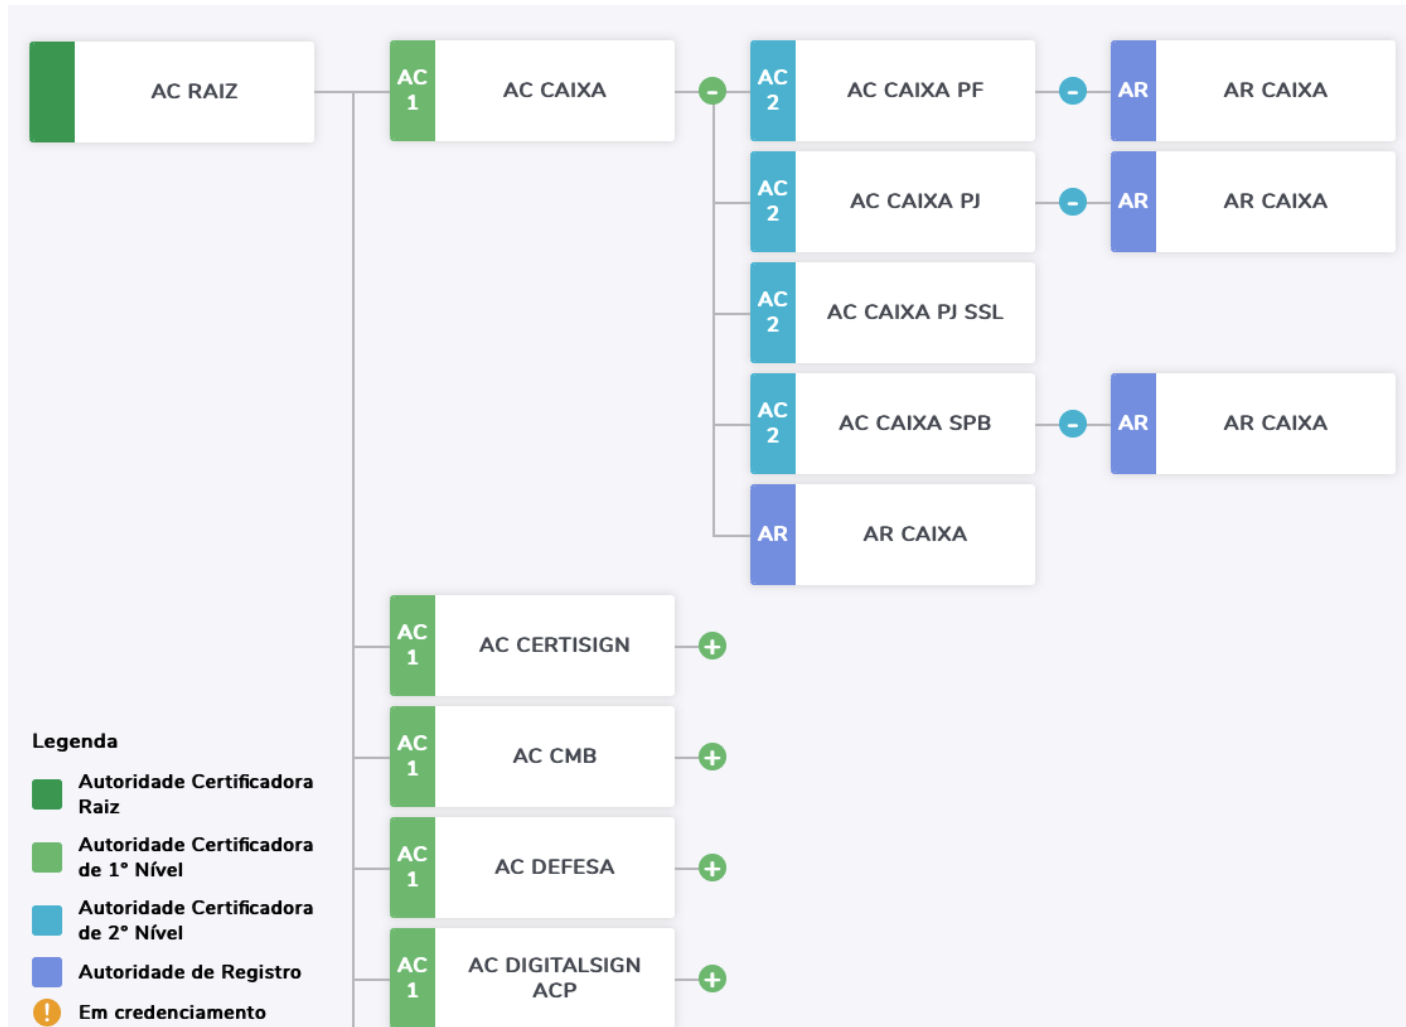 AC RAIZ
AC
1
AC CAIXA
-
AC
2
AC CAIXA PF
-
AR
AR CAIXA
AC
2
AC CAIXA PJ
-
AR
AR CAIXA
AC
2
AC CAIXA PJ SSL
AC
2
AC CAIXA SPB
-
AR
AR CAIXA
AR
AR CAIXA
AC
1
AC CERTISIGN
+
AC
1
AC CMB
+
AC
1
AC DEFESA
+
AC
1
AC DIGITALSIGN
ACP
+
Legenda
Autoridade Certificadora
Raiz
Autoridade Certificadora
de 1º Nível
Autoridade Certificadora
de 2º Nível
Autoridade de Registro
! Em credenciamento